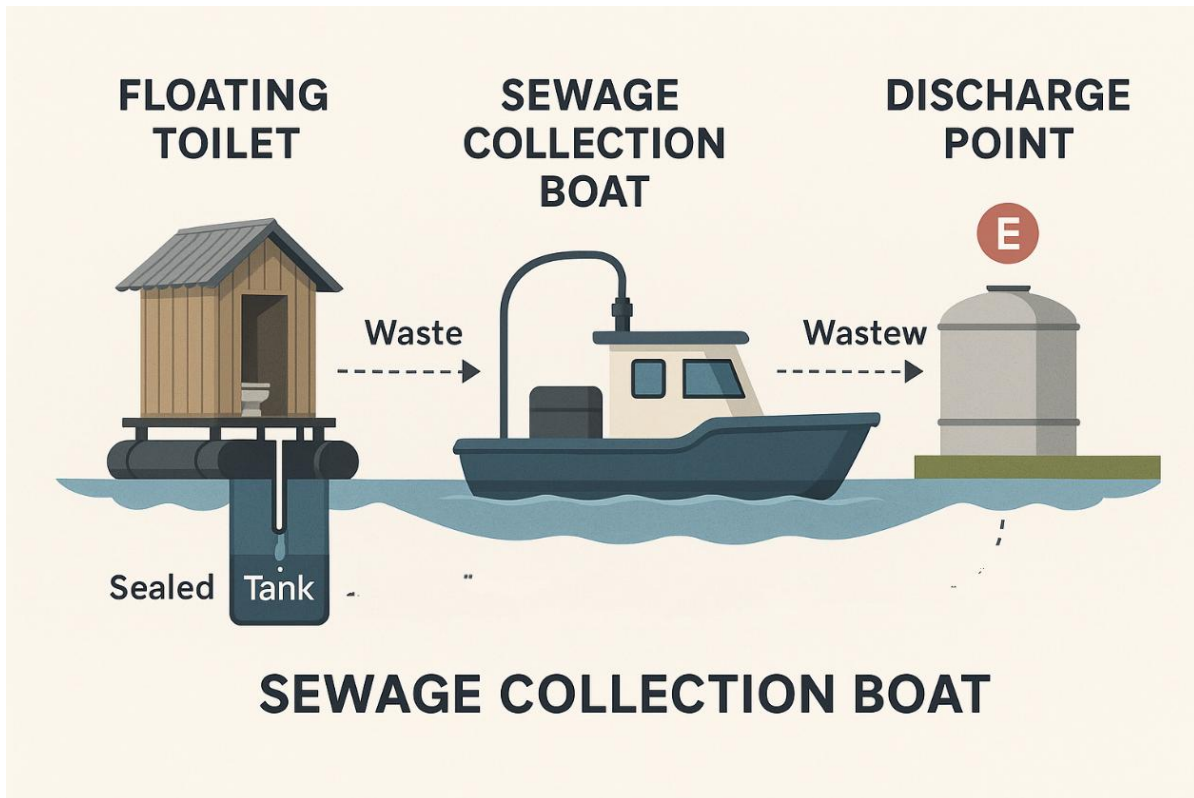 FLOATING
TOILET
SEWAGE
COLLECTION
BOAT
DISCHARGE
POINT
E
Waste
Wastew
Sealed
Tank
SEWAGE COLLECTION BOAT